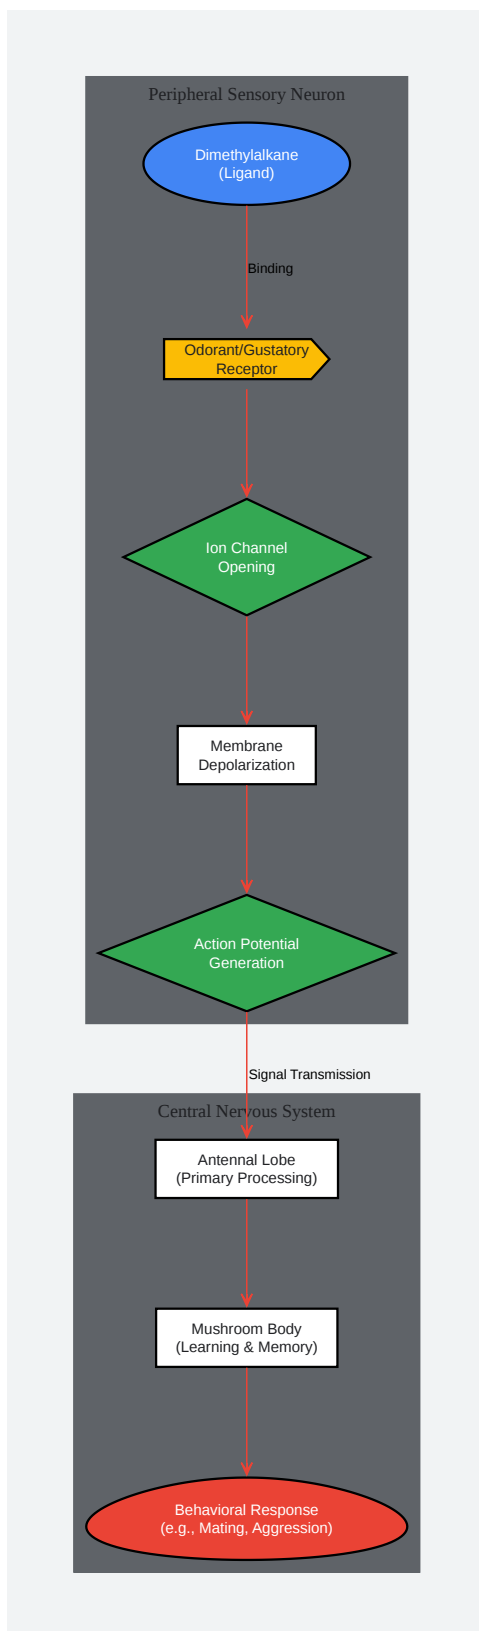 Peripheral Sensory Neuron
Dimethylalkane
(Ligand)
Binding
Odorant/Gustatory
Receptor
Ion Channel
Opening
Membrane
Depolarization
Action Potential
Generation
Signal Transmission
Central Nervous System
Antennal Lobe
(Primary Processing)
Mushroom Body
(Learning & Memory)
Behavioral Response
(e.g., Mating, Aggression)